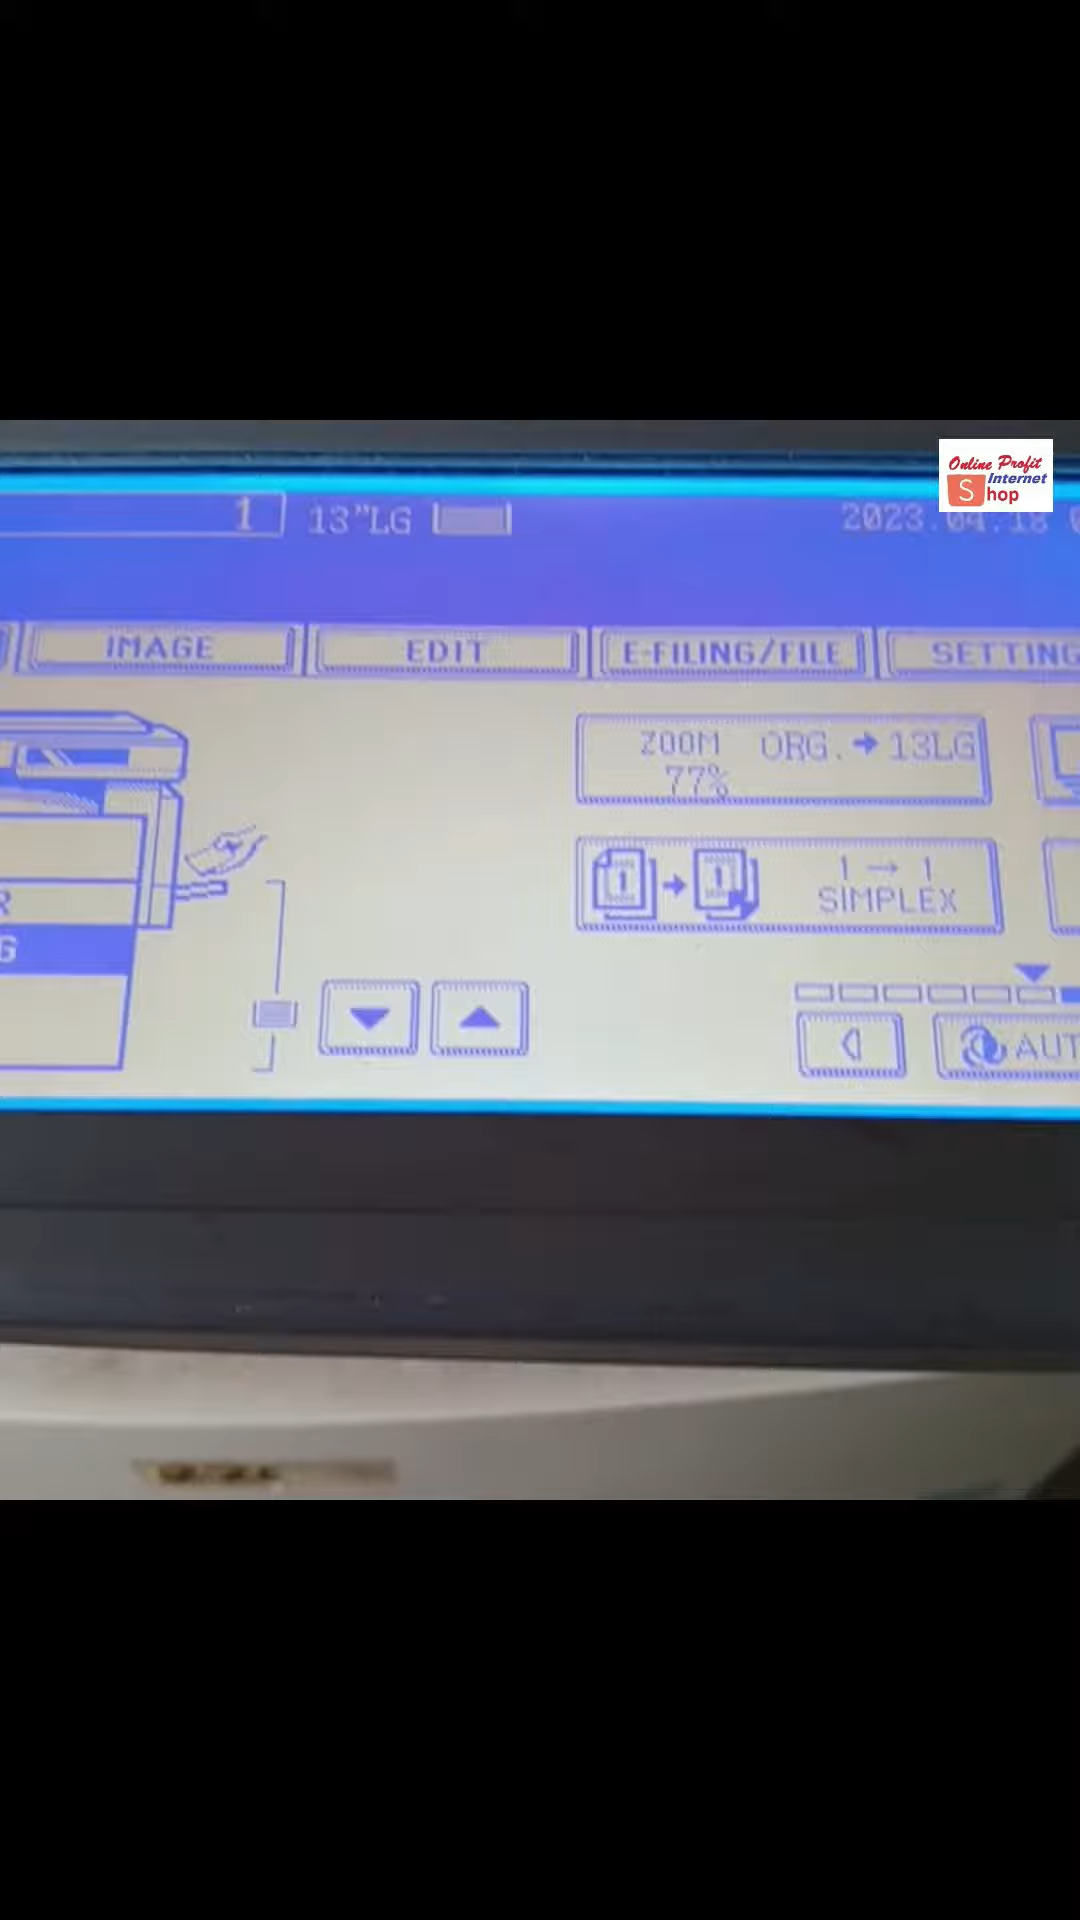 Online Profit
Internet
Shop
1 13"LG 2023.04.18
IMAGE EDIT E-FILING/FILE SETTING
ZOOM ORG. → 13LG
77%
1 → 1
SIMPLEX
R
G
AUT